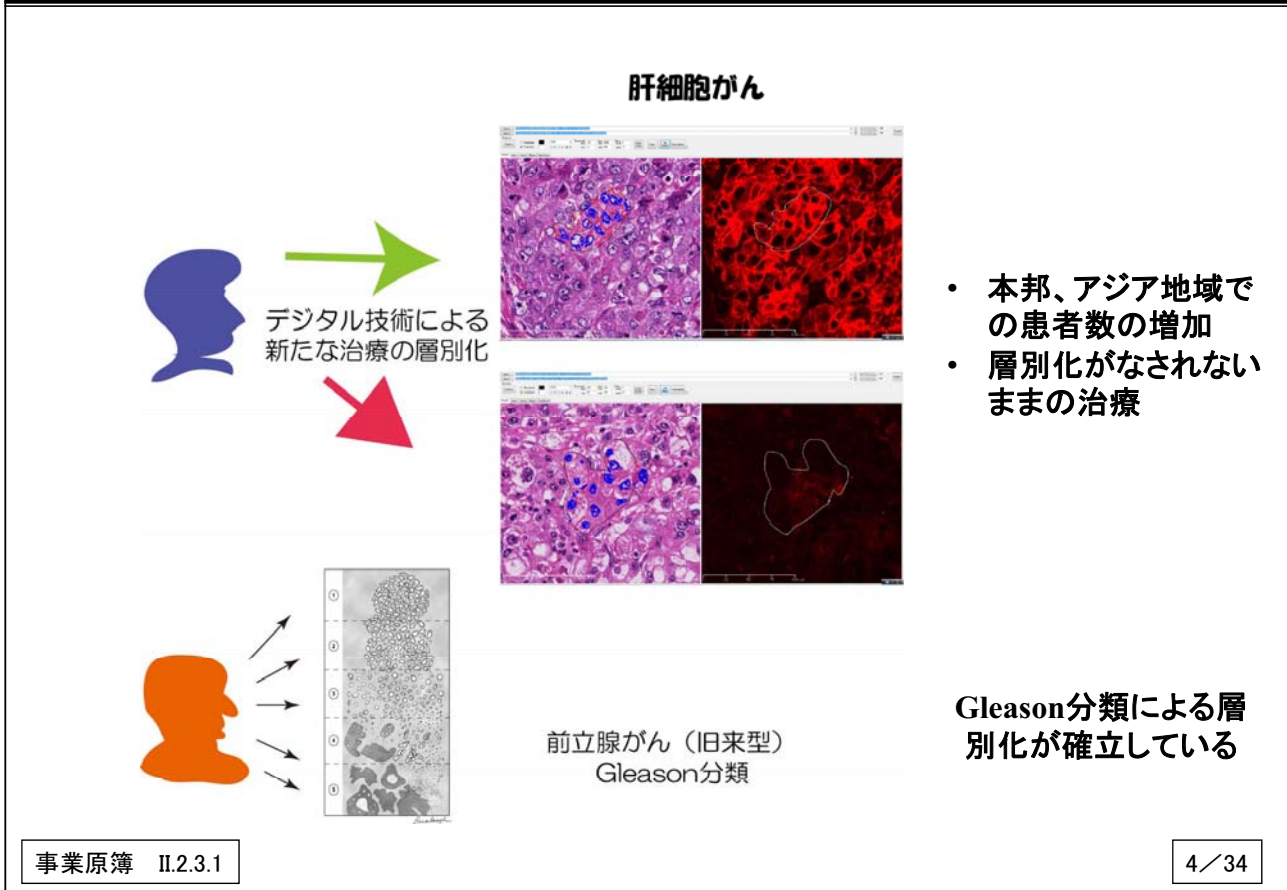 肝細胞がん
デジタル技術による
新たな治療の層別化
• 本邦、アジア地域で
の患者数の増加
• 層別化がなされない
ままの治療
1
2
3
4
5
前立腺がん（旧来型）
Gleason分類
Gleason分類による層
別化が確立している
事業原簿 II.2.3.1
4／34